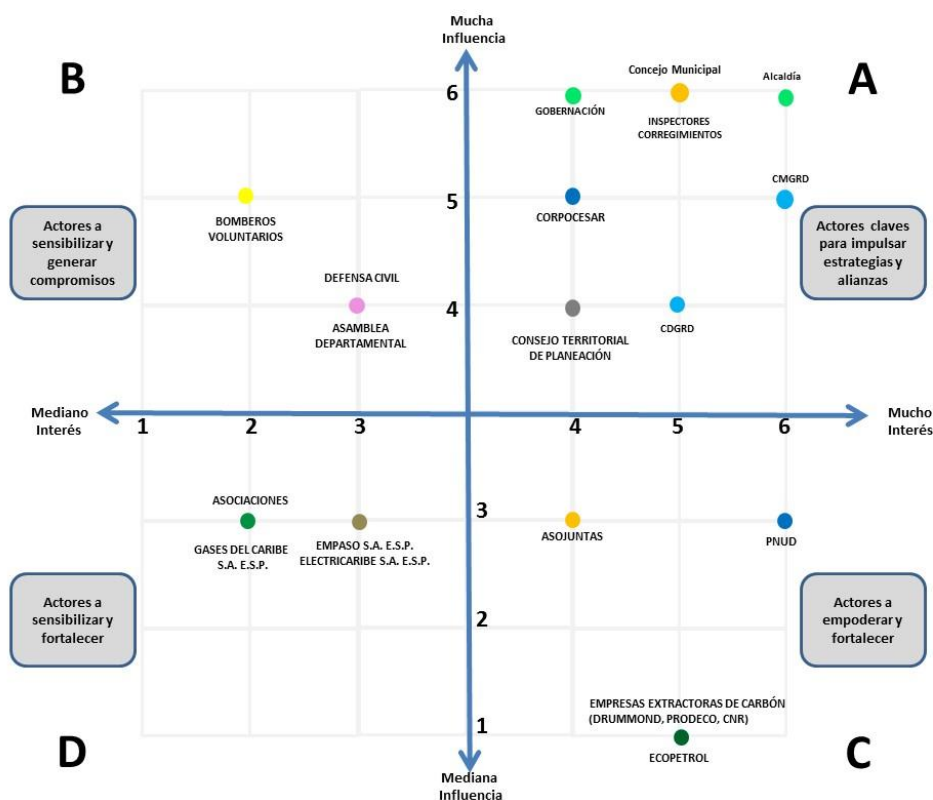 Mucha
Influencia
B
A
Concejo Municipal
Alcaldía
6
GOBERNACIÓN
INSPECTORES
CORREGIMIENTOS
CMGRD
5
BOMBEROS
VOLUNTARIOS
CORPOCESAR
Actores a
sensibilizar y
generar
compromisos
Actores claves
para impulsar
estrategias y
alianzas
DEFENSA CIVIL
4
ASAMBLEA
DEPARTAMENTAL
CONSEJO TERRITORIAL
DE PLANEACIÓN
CDGRD
Mediano
Interés
1 2 3 4 5 6
Mucho
Interés
ASOCIACIONES
3
GASES DEL CARIBE
S.A. E.S.P.
EMPASO S.A. E.S.P.
ELECTRICARIBE S.A. E.S.P.
ASOJUNTAS
PNUD
Actores a
sensibilizar y
fortalecer
2
Actores a
empoderar y
fortalecer
EMPRESAS EXTRACTORAS DE CARBÓN
(DRUMMOND, PRODECO, CNR)
1
D
ECOPETROL
C
Mediana
Influencia